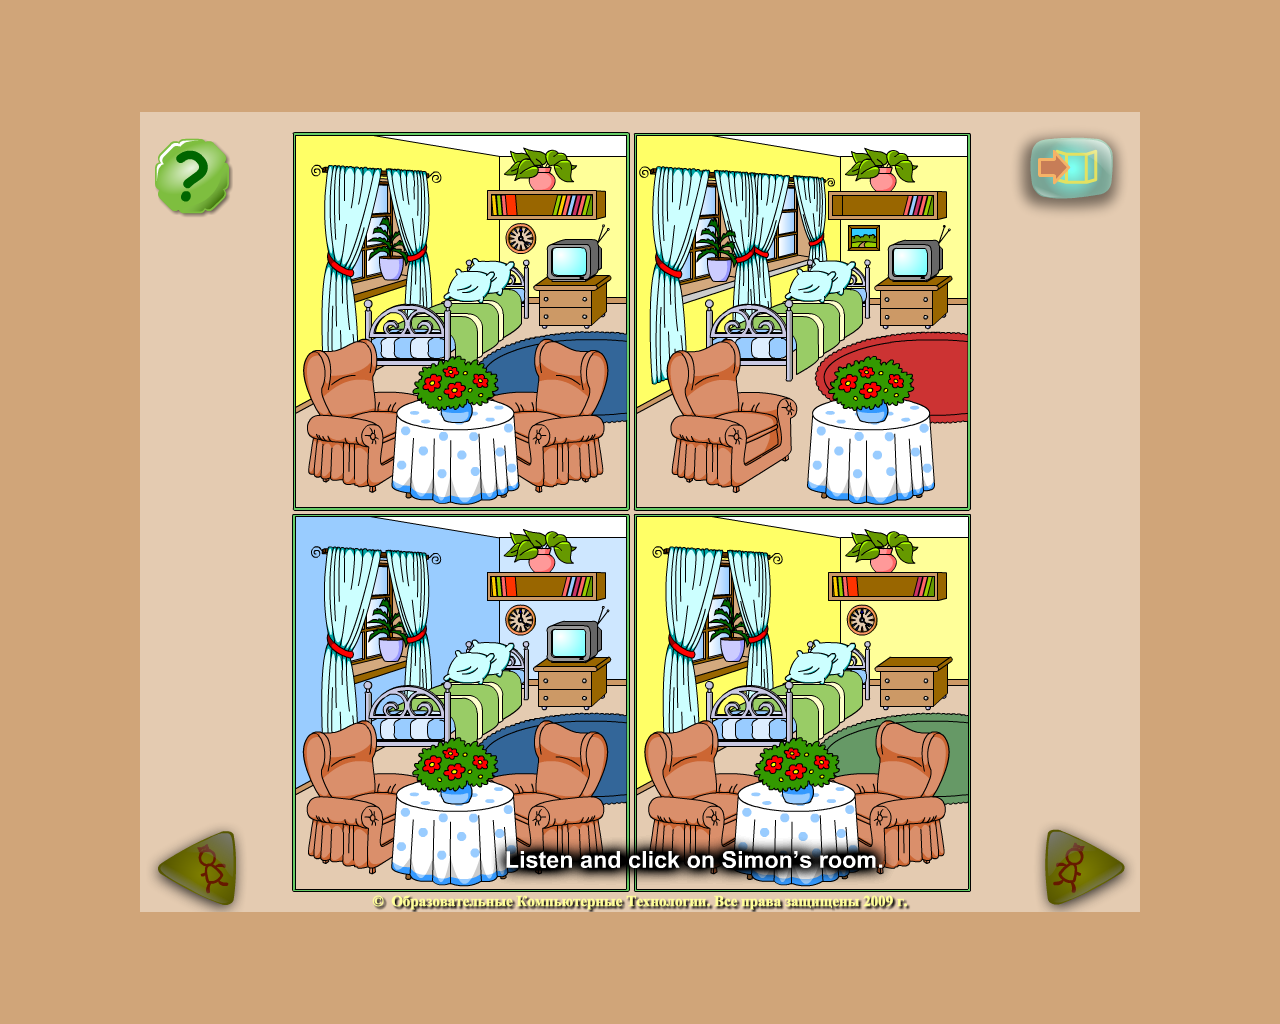 ?
Listen and click on Simon’s room.
© Образовательные Компьютерные Технологии. Все права защищены 2009 г.